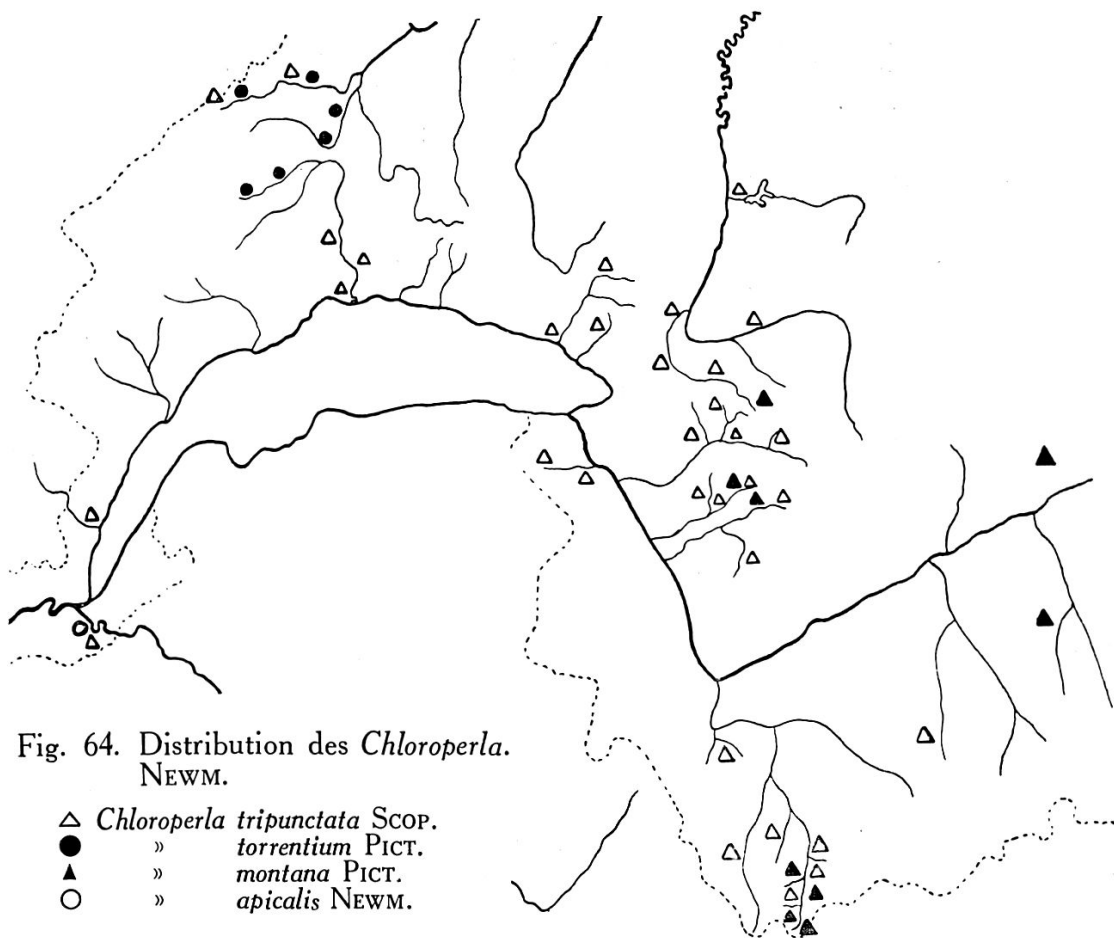 Fig. 64. Distribution des Chloroperla.
NEWM.
Chloroperla tripunctata SCOP.
» torrentium PICT.
» montana PICT.
» apicalis NEWM.